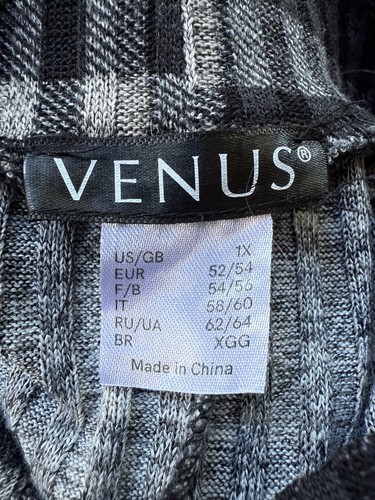 VENUS®
US/GB 1X
EUR 52/54
F/B 54/56
IT 58/60
RU/UA 62/64
BR XGG
Made in China